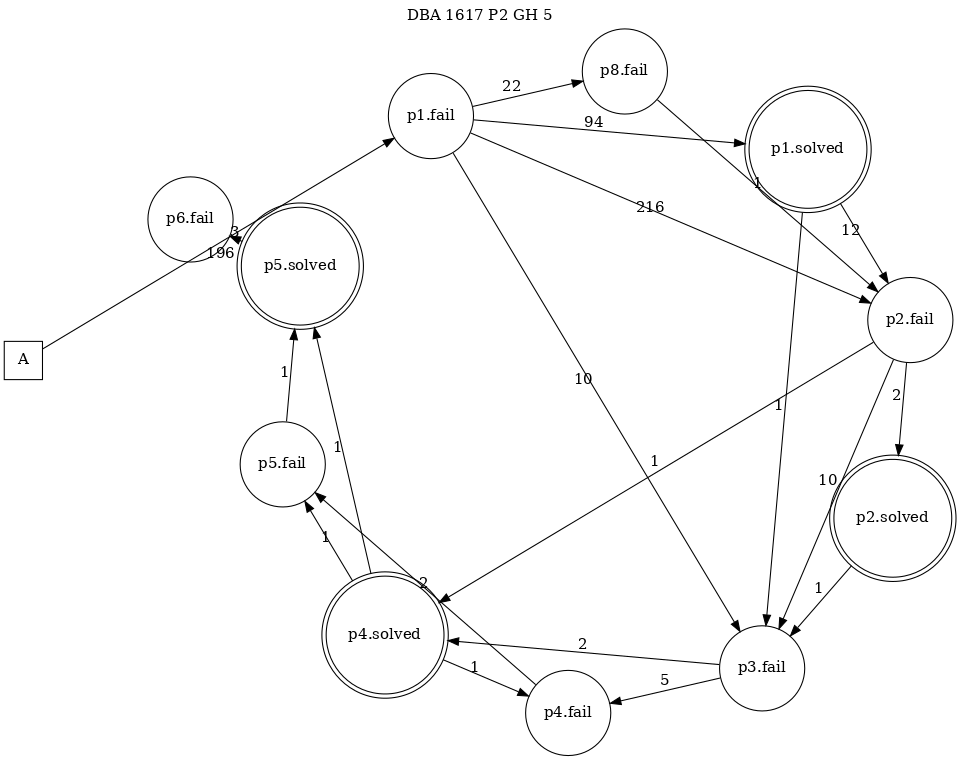 DBA 1617 P2 GH 5
p8.fail
p1.fail
22
94
p1.solved
1
216
12
p6.fail
3
196
p5.solved
p2.fail
A
1
10
1
2
1
1
10
p5.fail
p2.solved
1
2
1
p4.solved
2
1
5
p3.fail
p4.fail